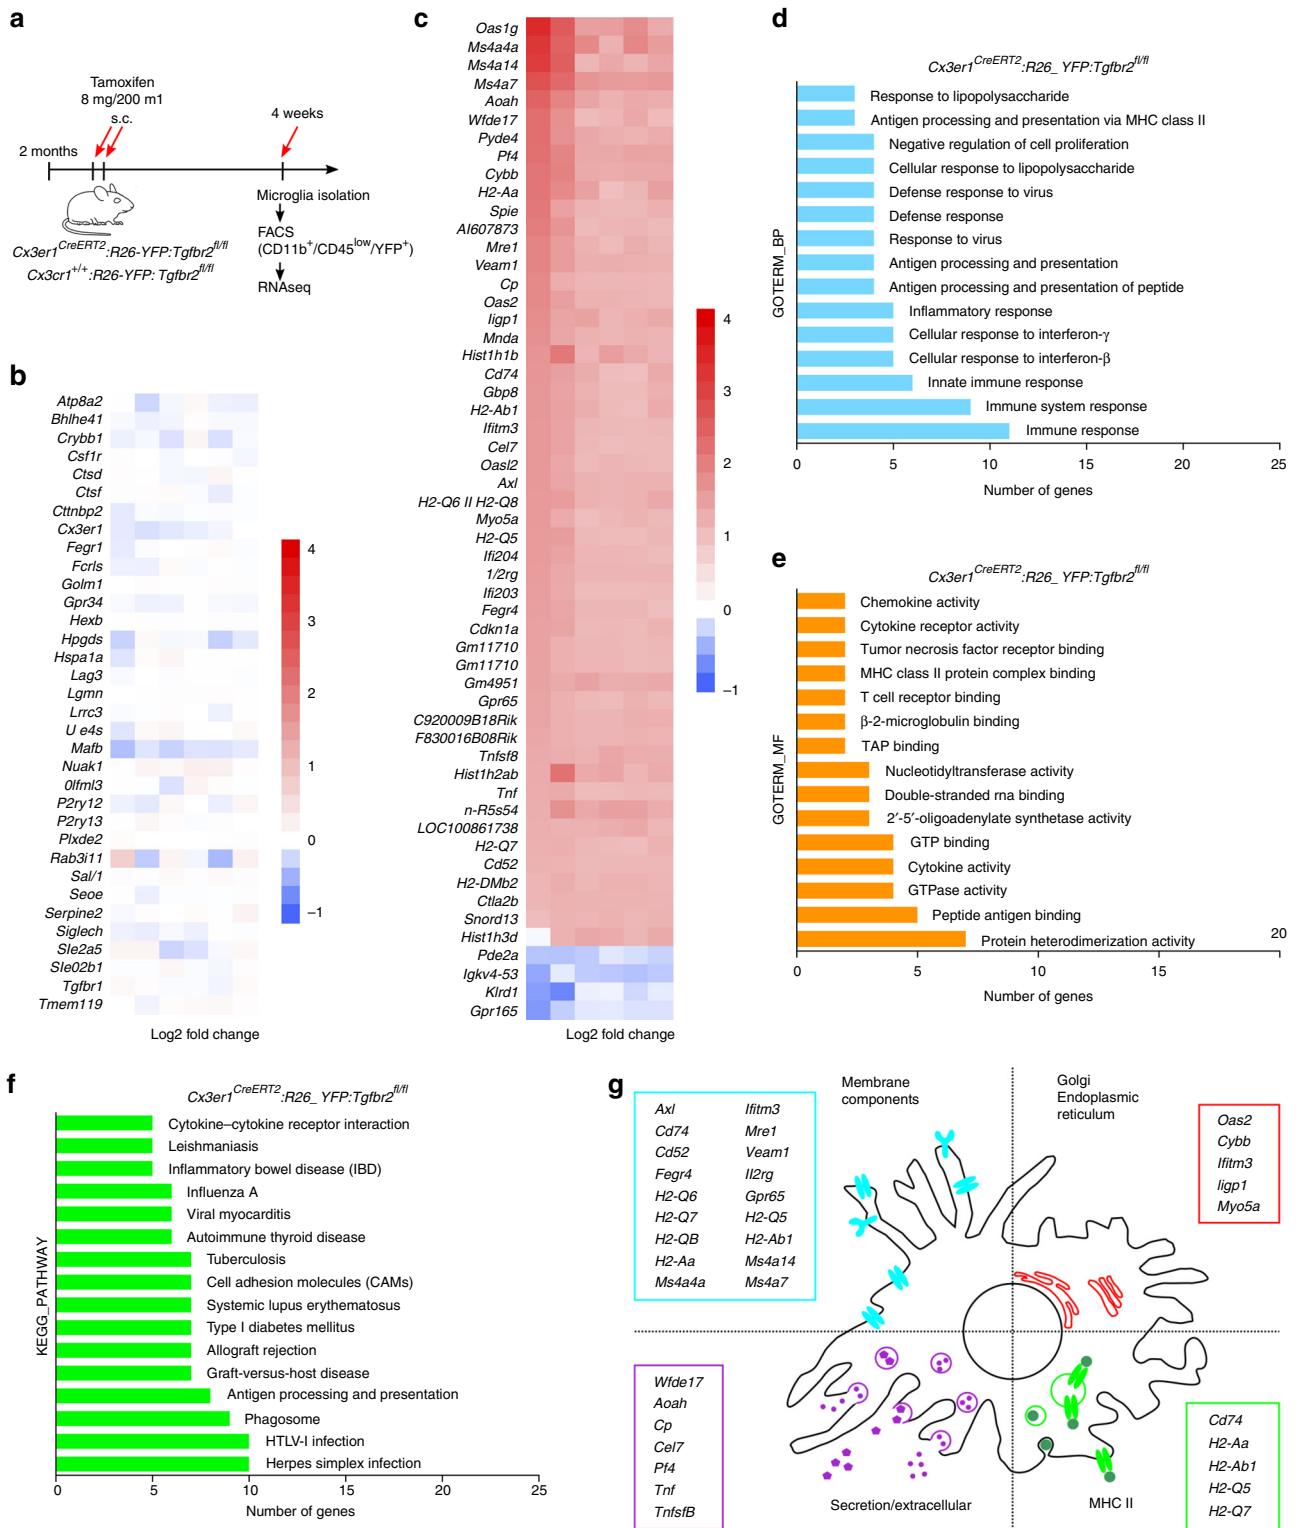 a
Tamoxifen
8 mg/200 m1
s.c.
4 weeks
2 months
Microglia isolation
FACS
(CD11b+/CD45low/YFP+)
RNAseq
Cx3er1CreERT2:R26-YFP:Tgfbr2fl/fl
Cx3cr1+/+:R26-YFP: Tgfbr2fl/fl
b
Atp8a2
Bhlhe41
Crybb1
Csf1r
Ctsd
Ctsf
Cttnbp2
Cx3er1
Fegr1
Fcrls
Golm1
Gpr34
Hexb
Hpgds
Hspa1a
Lag3
Lgmn
Lrrc3
U e4s
Mafb
Nuak1
0lfml3
P2ry12
P2ry13
Plxde2
Rab3i11
Sal/1
Seoe
Serpine2
Siglech
Sle2a5
Sle02b1
Tgfbr1
Tmem119
4
3
2
1
0
−1
Log2 fold change
c
Oas1g
Ms4a4a
Ms4a14
Ms4a7
Aoah
Wfde17
Pyde4
Pf4
Cybb
H2-Aa
Spie
AI607873
Mre1
Veam1
Cp
Oas2
Iigp1
Mnda
Hist1h1b
Cd74
Gbp8
H2-Ab1
Ifitm3
Cel7
Oasl2
Axl
H2-Q6 II H2-Q8
Myo5a
H2-Q5
Ifi204
1/2rg
Ifi203
Fegr4
Cdkn1a
Gm11710
Gm11710
Gm4951
Gpr65
C920009B18Rik
F830016B08Rik
Tnfsf8
Hist1h2ab
Tnf
n-R5s54
LOC100861738
H2-Q7
Cd52
H2-DMb2
Ctla2b
Snord13
Hist1h3d
Pde2a
Igkv4-53
Klrd1
Gpr165
4
3
2
1
0
−1
Log2 fold change
d
Cx3er1CreERT2:R26_ YFP:Tgfbr2fl/fl
GOTERM_BP
Response to lipopolysaccharide
Antigen processing and presentation via MHC class II
Negative regulation of cell proliferation
Cellular response to lipopolysaccharide
Defense response to virus
Defense response
Response to virus
Antigen processing and presentation
Antigen processing and presentation of peptide
Inflammatory response
Cellular response to interferon-γ
Cellular response to interferon-β
Innate immune response
Immune system response
Immune response
0 5 10 15 20 25
Number of genes
e
Cx3er1CreERT2:R26_ YFP:Tgfbr2fl/fl
GOTERM_MF
Chemokine activity
Cytokine receptor activity
Tumor necrosis factor receptor binding
MHC class II protein complex binding
T cell receptor binding
β-2-microglobulin binding
TAP binding
Nucleotidyltransferase activity
Double-stranded rna binding
2′-5′-oligoadenylate synthetase activity
GTP binding
Cytokine activity
GTPase activity
Peptide antigen binding
Protein heterodimerization activity
0 5 10 15 20
Number of genes
f
Cx3er1CreERT2:R26_ YFP:Tgfbr2fl/fl
KEGG_PATHWAY
Cytokine–cytokine receptor interaction
Leishmaniasis
Inflammatory bowel disease (IBD)
Influenza A
Viral myocarditis
Autoimmune thyroid disease
Tuberculosis
Cell adhesion molecules (CAMs)
Systemic lupus erythematosus
Type I diabetes mellitus
Allograft rejection
Graft-versus-host disease
Antigen processing and presentation
Phagosome
HTLV-I infection
Herpes simplex infection
0 5 10 15 20 25
Number of genes
g
Membrane
components
Golgi
Endoplasmic
reticulum
Axl Ifitm3
Cd74 Mre1
Cd52 Veam1
Fegr4 Il2rg
H2-Q6 Gpr65
H2-Q7 H2-Q5
H2-QB H2-Ab1
H2-Aa Ms4a14
Ms4a4a Ms4a7
Oas2
Cybb
Ifitm3
Iigp1
Myo5a
Wfde17
Aoah
Cp
Cel7
Pf4
Tnf
TnfsfB
Secretion/extracellular
MHC II
Cd74
H2-Aa
H2-Ab1
H2-Q5
H2-Q7